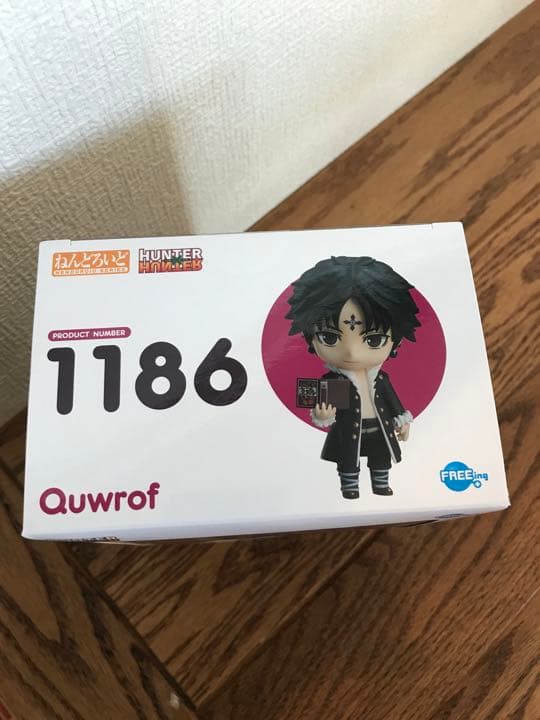 ねんどろいど
NENDOROID SERIES
HUNTER
HUNTER
PRODUCT NUMBER
1186
Quwrof
FREEing